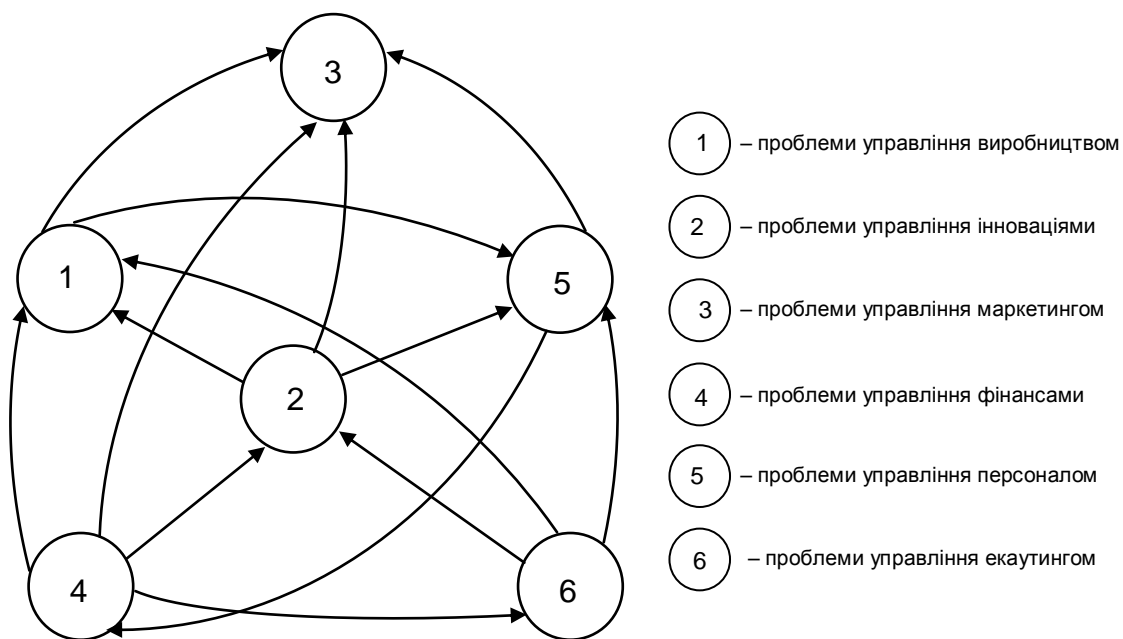 3
1
5
2
4
6
1 – проблеми управління виробництвом
2 – проблеми управління інноваціями
3 – проблеми управління маркетингом
4 – проблеми управління фінансами
5 – проблеми управління персоналом
6 – проблеми управління екаутингом